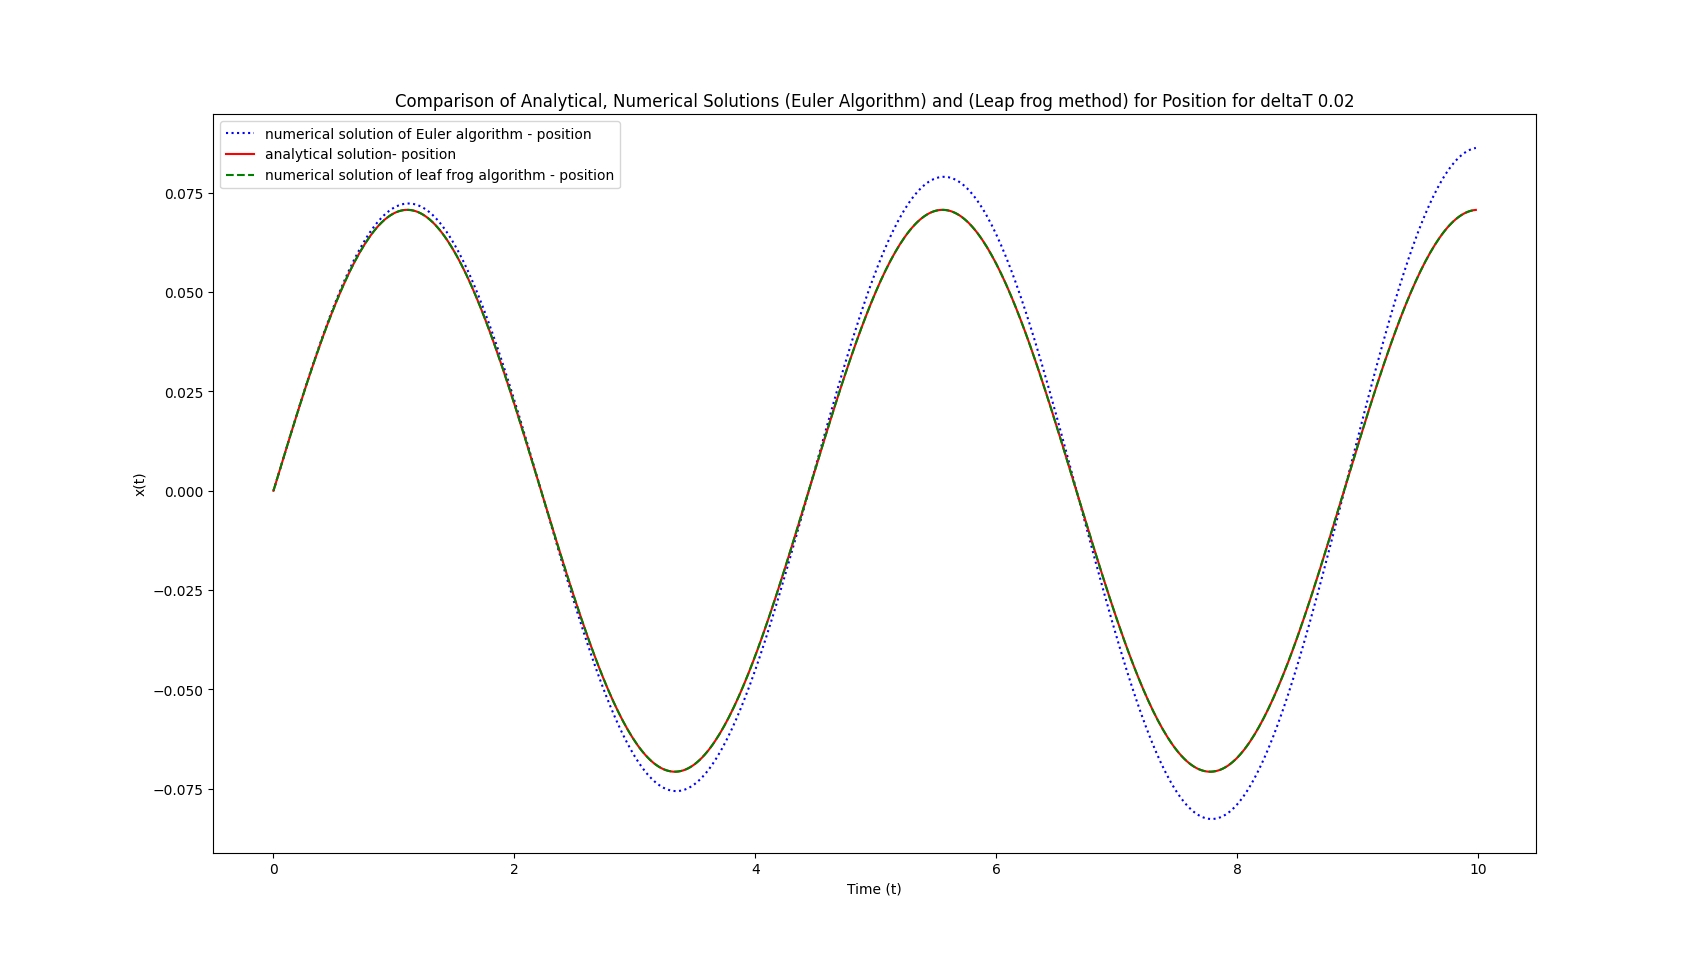 Comparison of Analytical, Numerical Solutions (Euler Algorithm) and (Leap frog method) for Position for deltaT 0.02
numerical solution of Euler algorithm - position
analytical solution- position
numerical solution of leaf frog algorithm - position
0.075
0.050
0.025
0.000
−0.025
−0.050
−0.075
x(t)
0 2 4 6 8 10
Time (t)